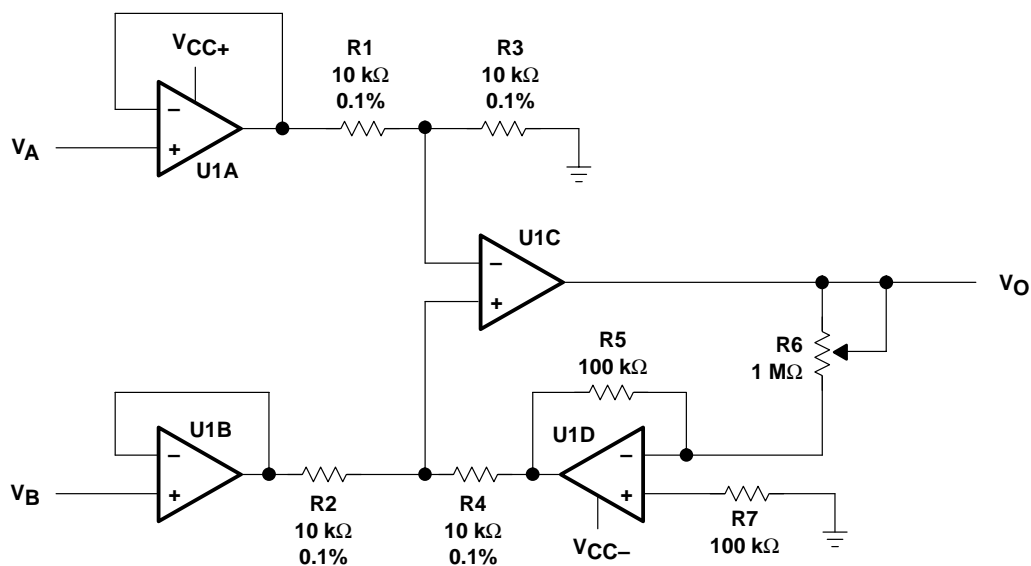 VCC+
R1
10 kΩ
0.1%
R3
10 kΩ
0.1%
−
+
VA
U1A
U1C
−
+
VO
R6
1 MΩ
R5
100 kΩ
U1B
U1D
−
+
−
+
VB
R2
10 kΩ
0.1%
R4
10 kΩ
0.1%
VCC−
R7
100 kΩ